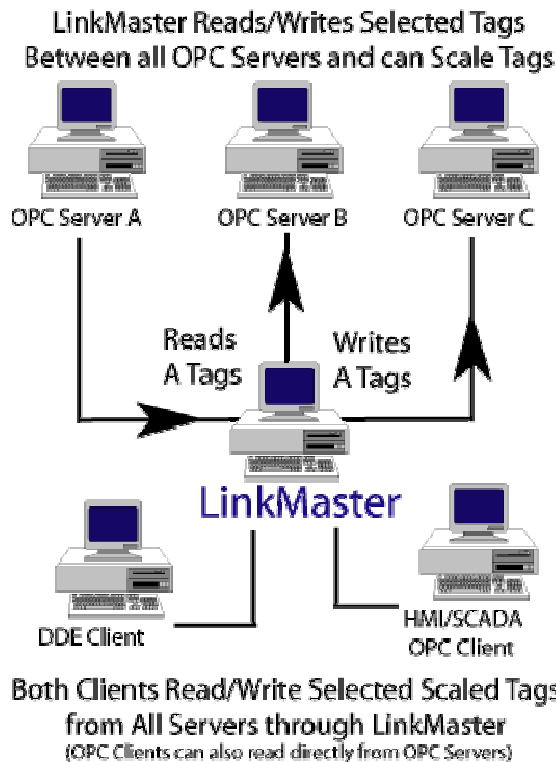 LinkMaster Reads/Writes Selected Tags
Between all OPC Servers and can Scale Tags
OPC Server A
OPC Server B
OPC Server C
Reads
A Tags
Writes
A Tags
LinkMaster
DDE Client
HMI/SCADA
OPC Client
Both Clients Read/Write Selected Scaled Tags
from All Servers through LinkMaster
(OPC Clients can also read directly from OPC Servers)